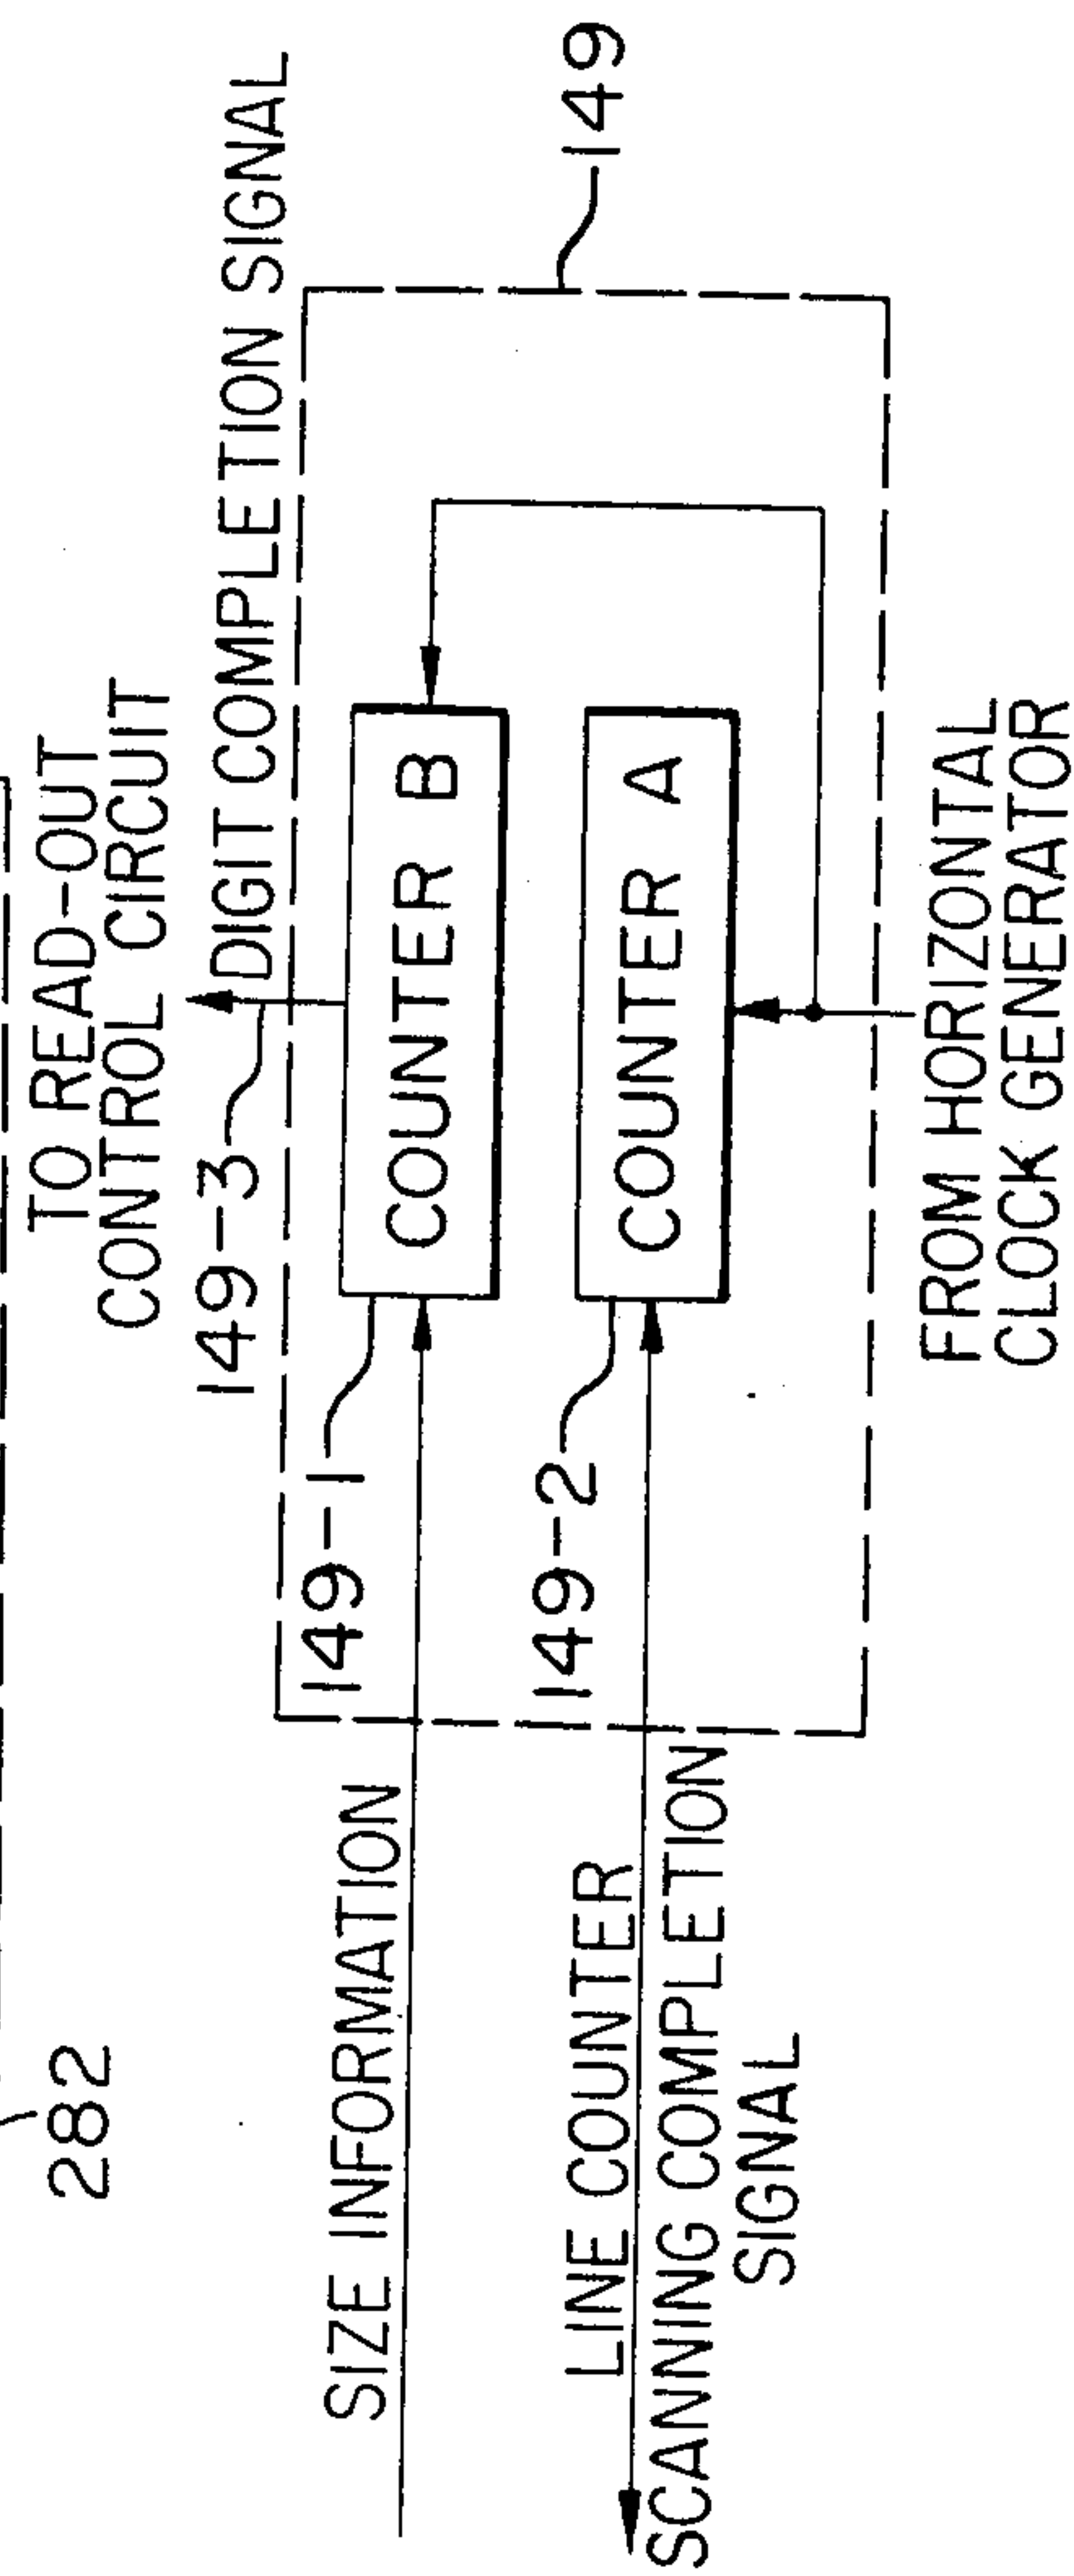 282
TO READ-OUT
CONTROL CIRCUIT
149-3
DIGIT COMPLETION SIGNAL
149
SIZE INFORMATION
149-1
COUNTER B
LINE COUNTER
SCANNING COMPLETION
SIGNAL
149-2
COUNTER A
FROM HORIZONTAL
CLOCK GENERATOR